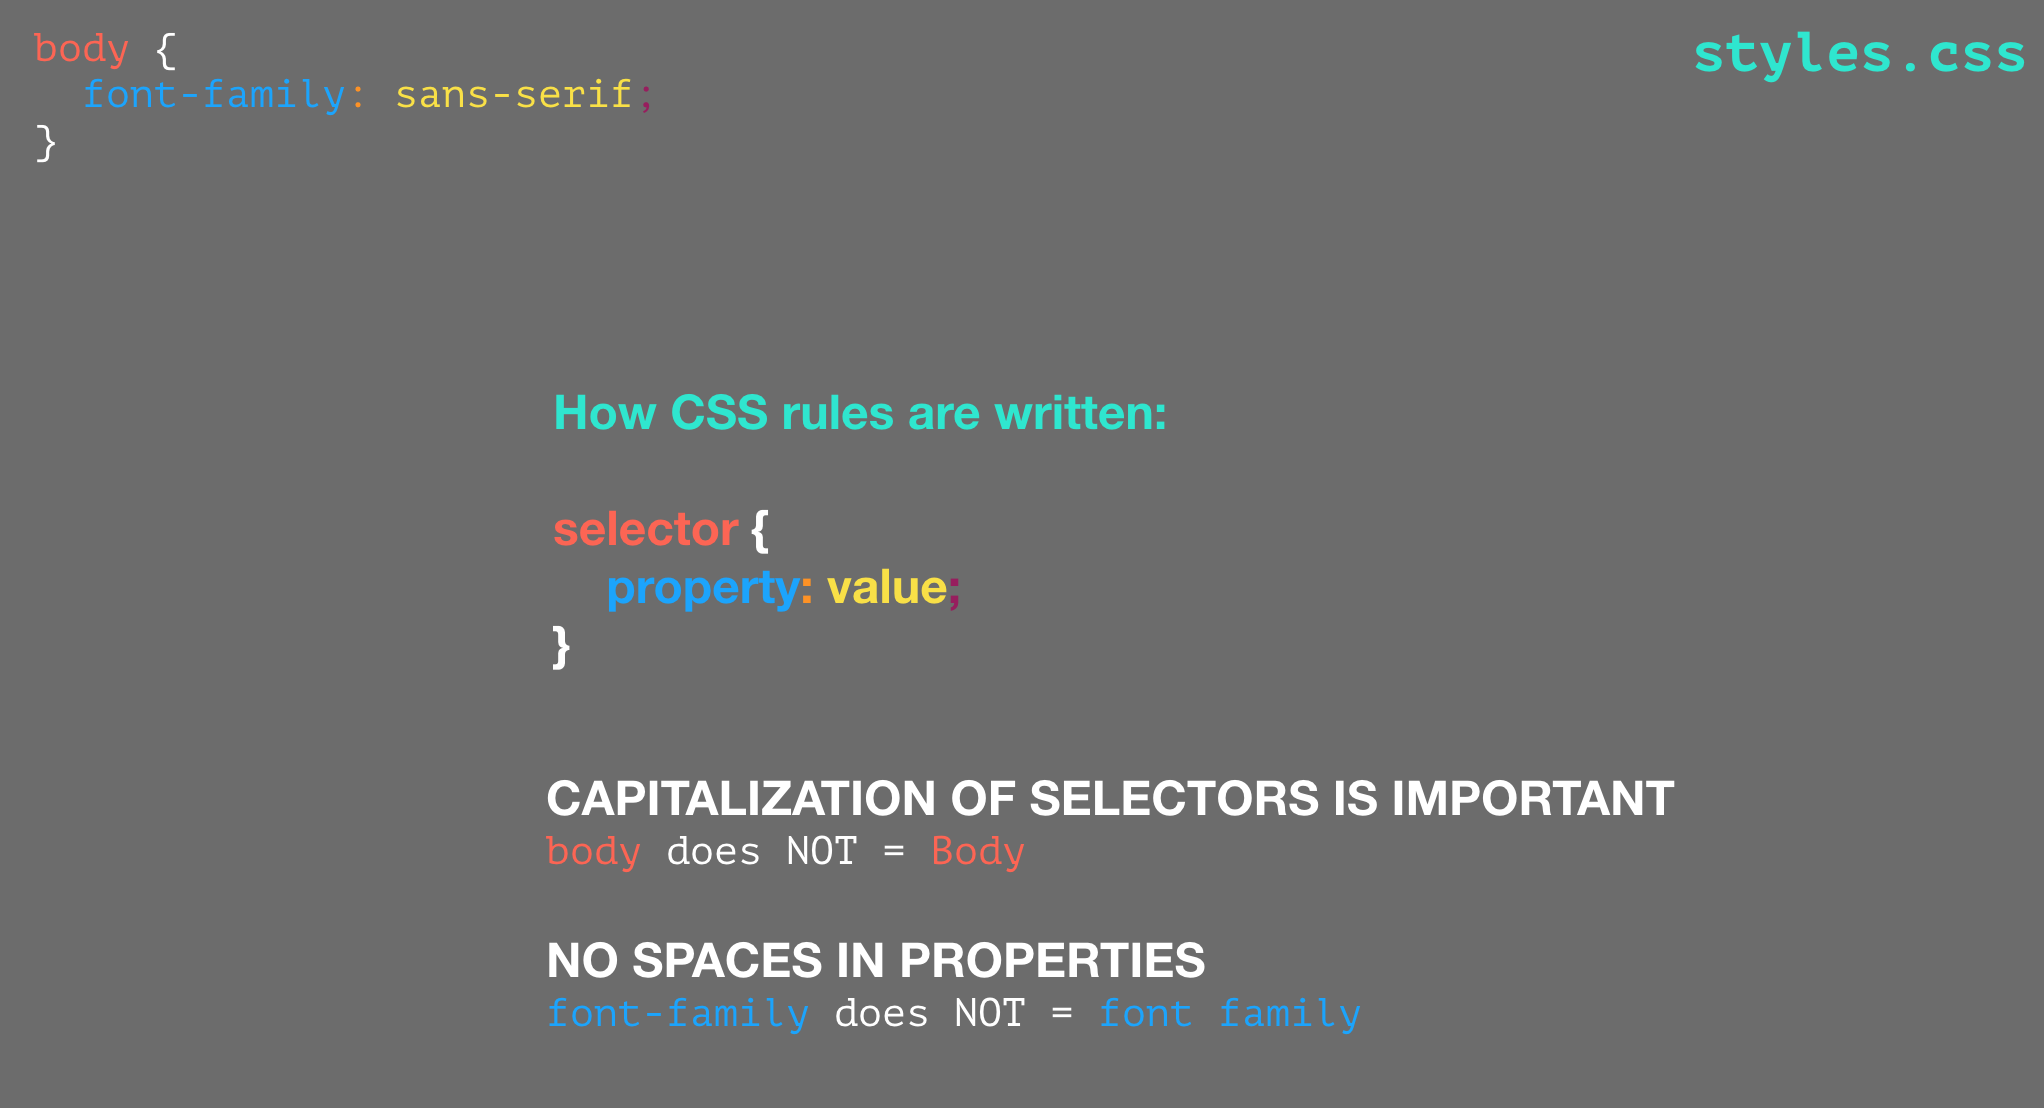 body {
  font-family: sans-serif;
}
styles.css
How CSS rules are written:
selector {
    property: value;
}
CAPITALIZATION OF SELECTORS IS IMPORTANT
body does NOT = Body
NO SPACES IN PROPERTIES
font-family does NOT = font family